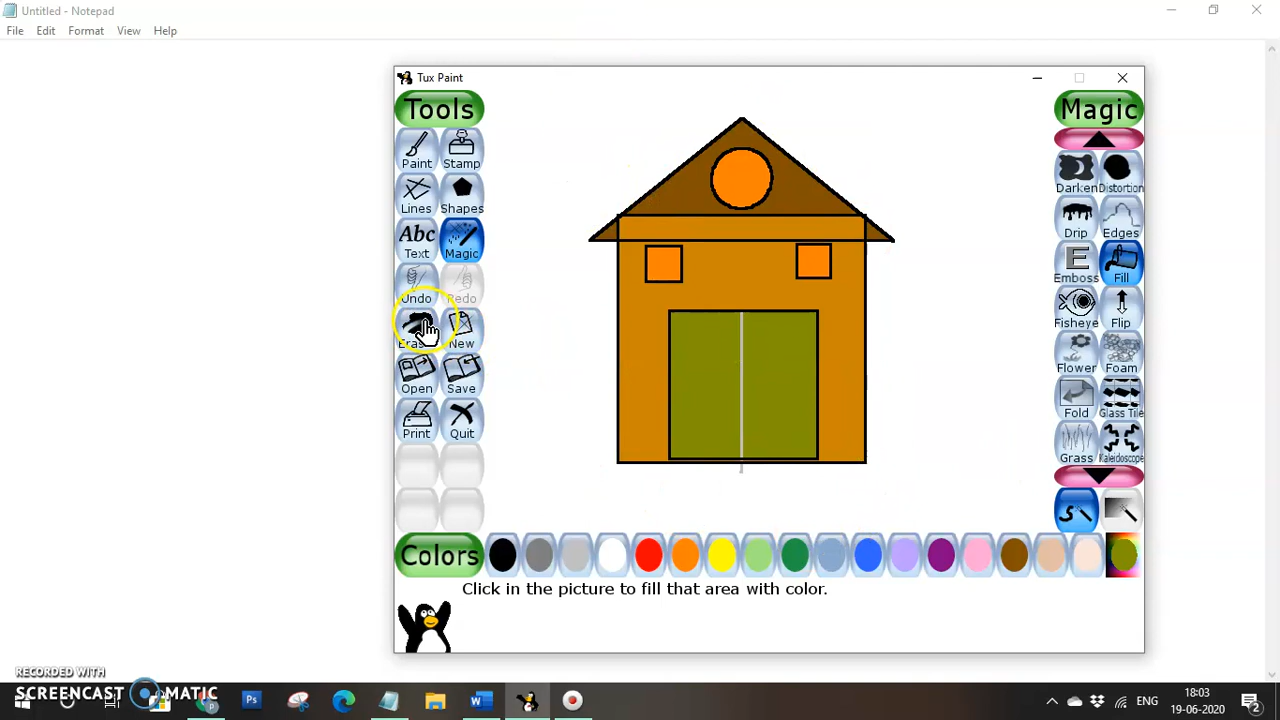 Untitled - Notepad
File Edit Format View Help
Tux Paint
Tools
Magic
Paint Stamp
Lines Shapes
Text Magic
Abc
Undo Redo
New
Open Save
Print Quit
Darken Distortion
Drip Edges
Emboss Fill
Fisheye Flip
Flower Foam
Fold Glass Tile
Grass Kaleidoscope
Colors
Click in the picture to fill that area with color.
RECORDED WITH
SCREENCAST MATIC
ENG
18:03
19-06-2020
2